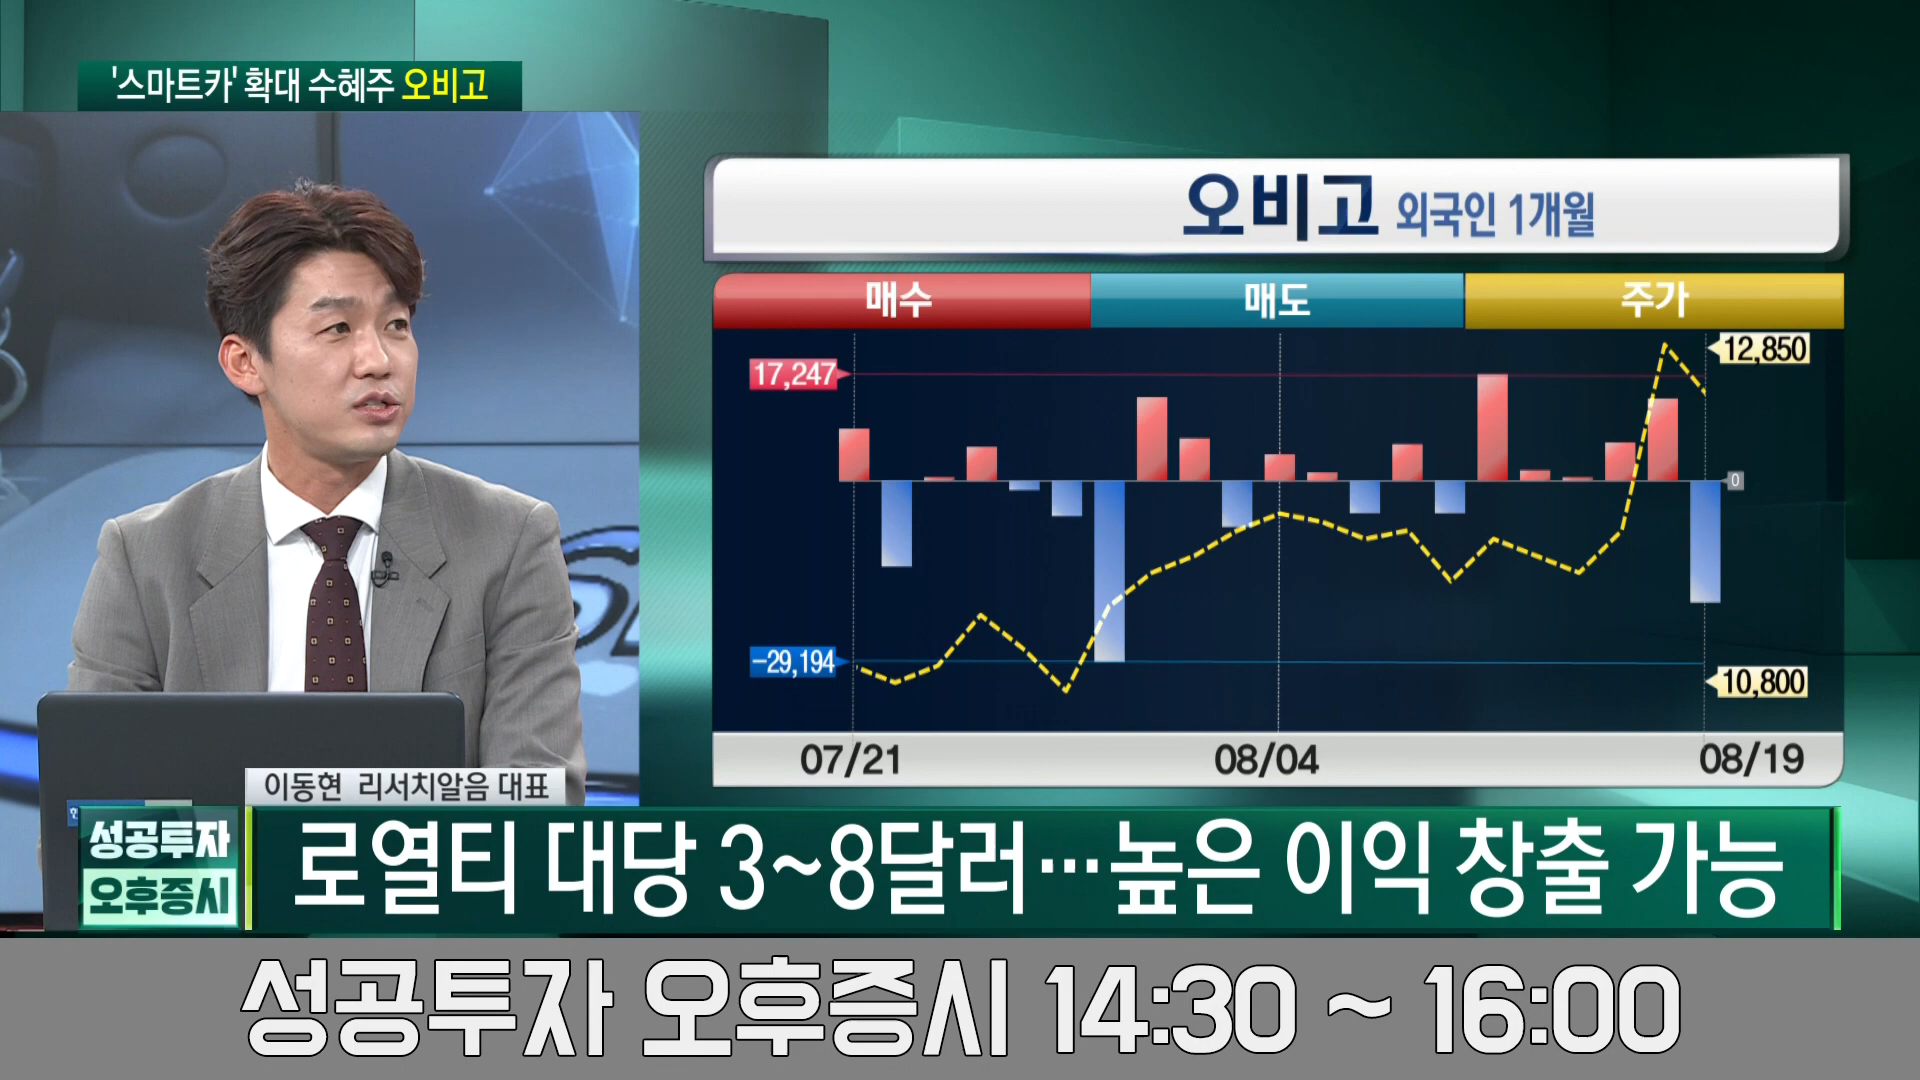 '스마트카' 확대 수혜주 오비고
오비고 외국인 1개월
매수 매도 주가
12,850
17,247
0
-29,194
10,800
07/21 08/04 08/19
이동현 리서치알음 대표
성공투자
오후증시
로열티 대당 3~8달러…높은 이익 창출 가능
성공투자 오후증시 14:30 ~ 16:00